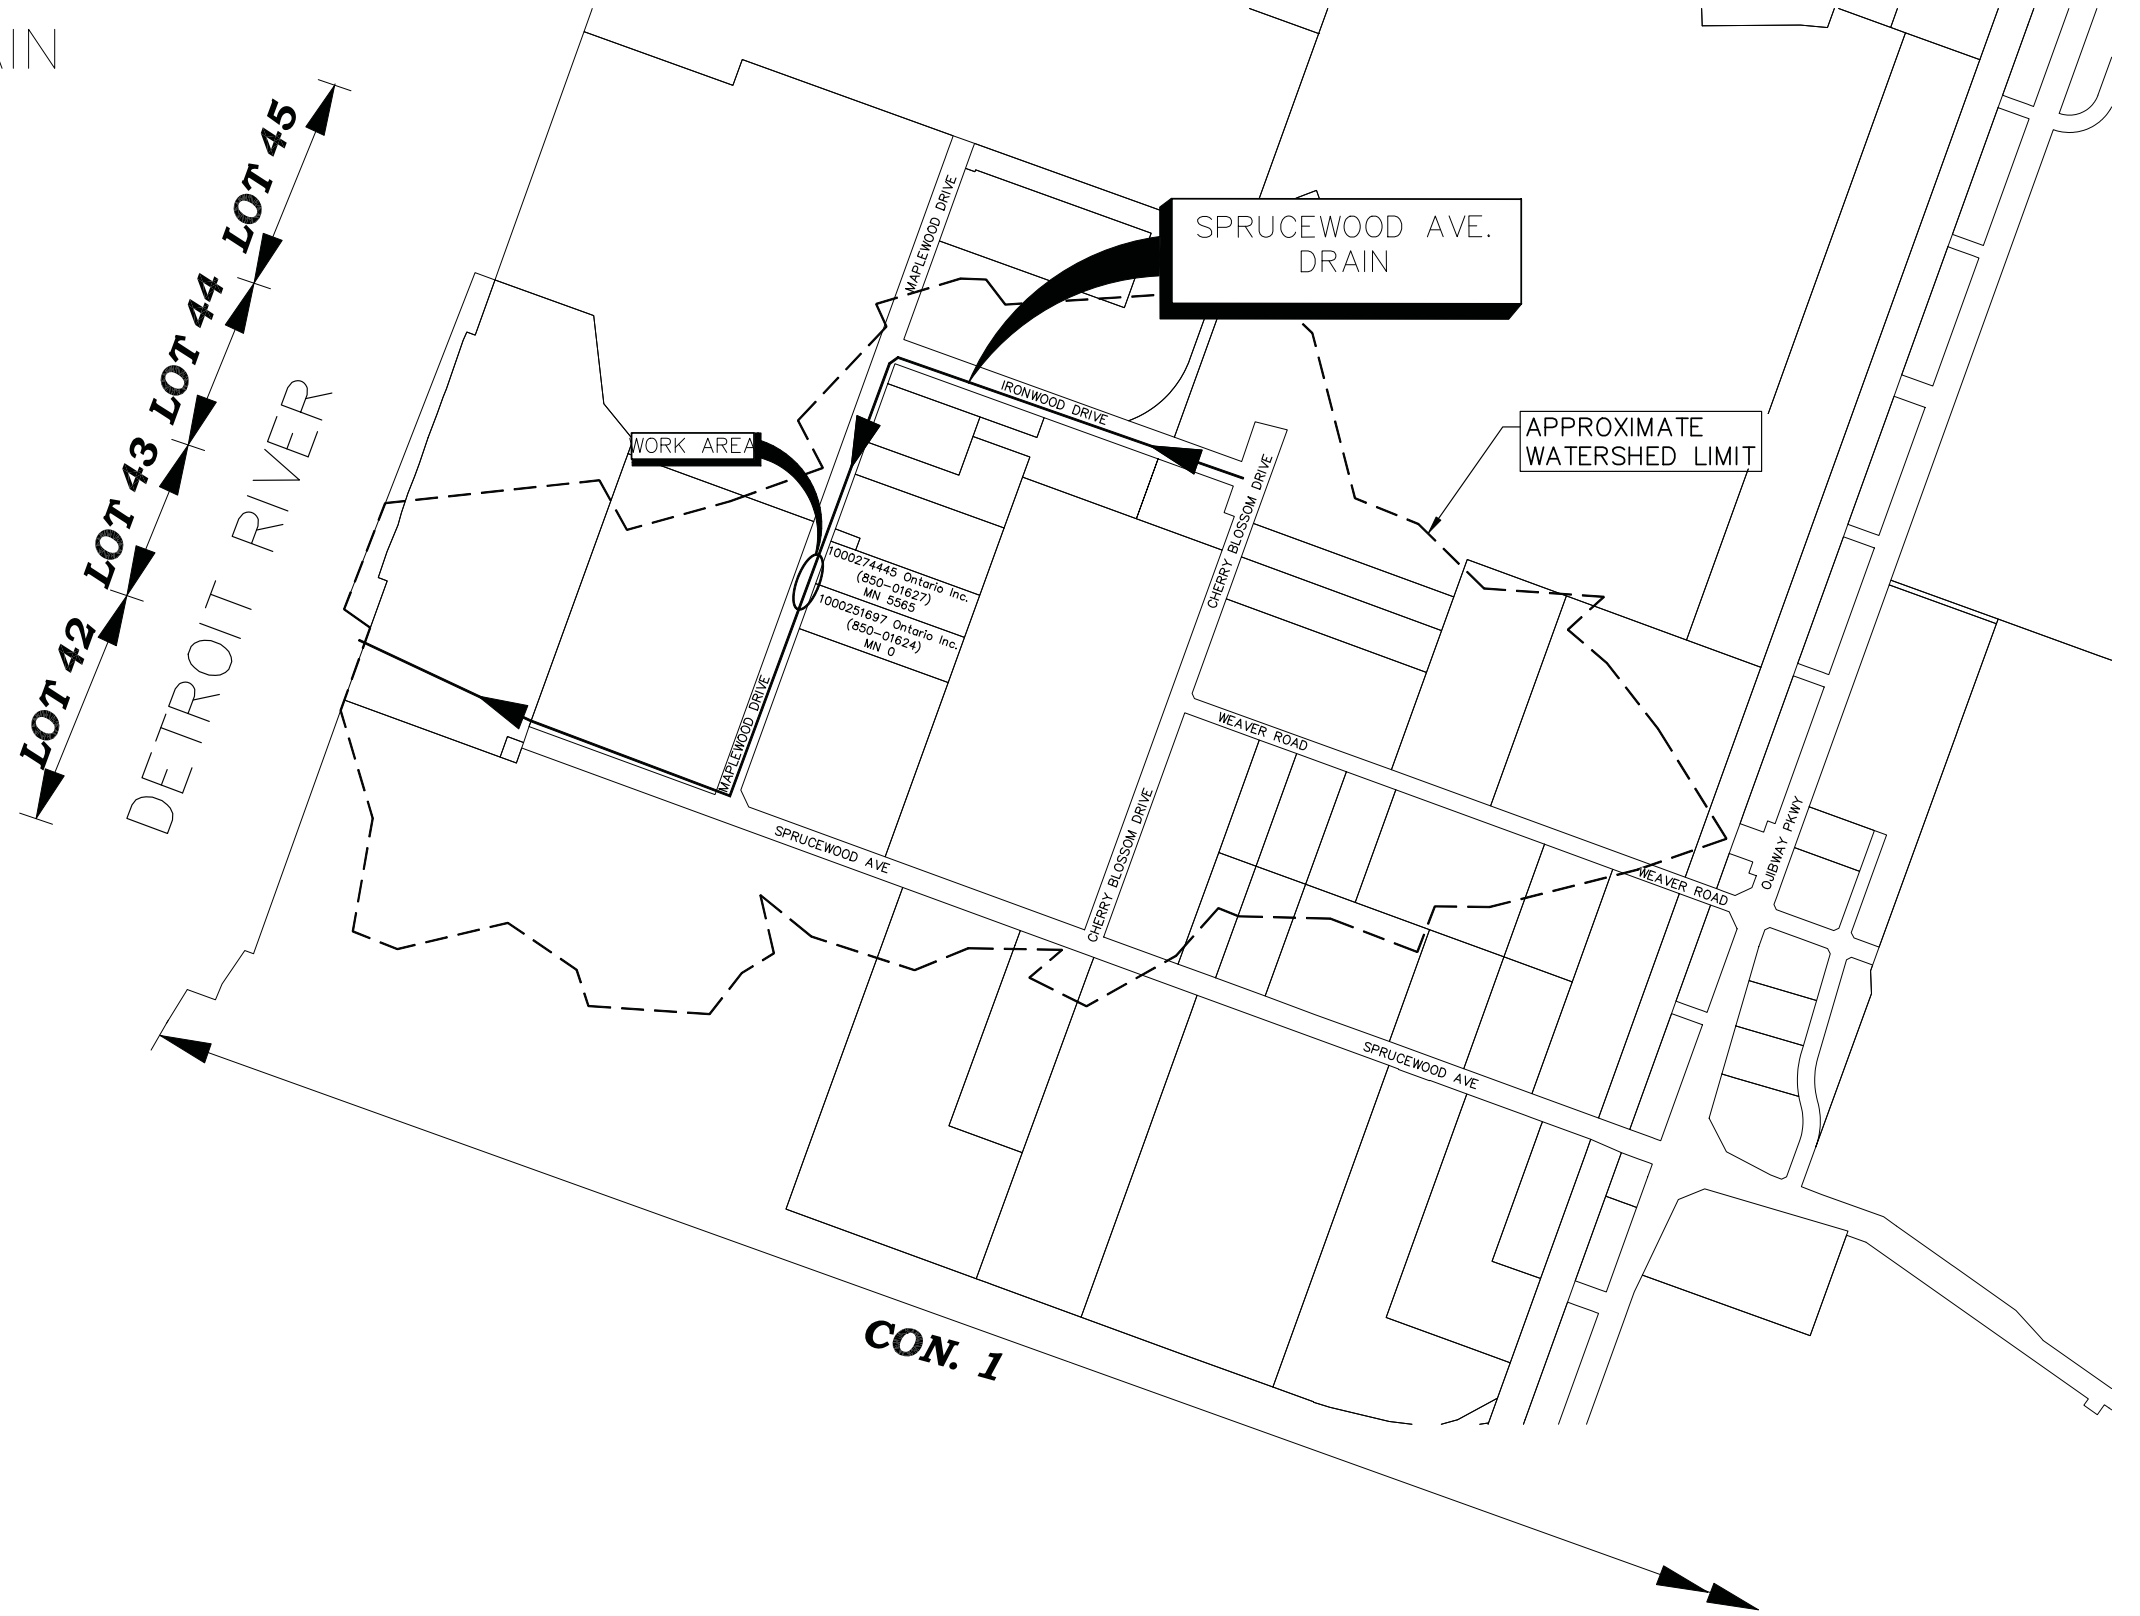 AIN
LOT 45
LOT 44
LOT 43
LOT 42
DETROIT RIVER
MAPLEWOOD DRIVE
SPRUCEWOOD AVE.
DRAIN
IRONWOOD DRIVE
WORK AREA
APPROXIMATE
WATERSHED LIMIT
CHERRY BLOSSOM DRIVE
1000274445 Ontario Inc.
(850-01627)
MN 5565
1000251697 Ontario Inc.
(850-01624)
MN 0
MAPLEWOOD DRIVE
WEAVER ROAD
SPRUCEWOOD AVE
CHERRY BLOSSOM DRIVE
OJIBWAY PKWY
WEAVER ROAD
SPRUCEWOOD AVE
CON. 1